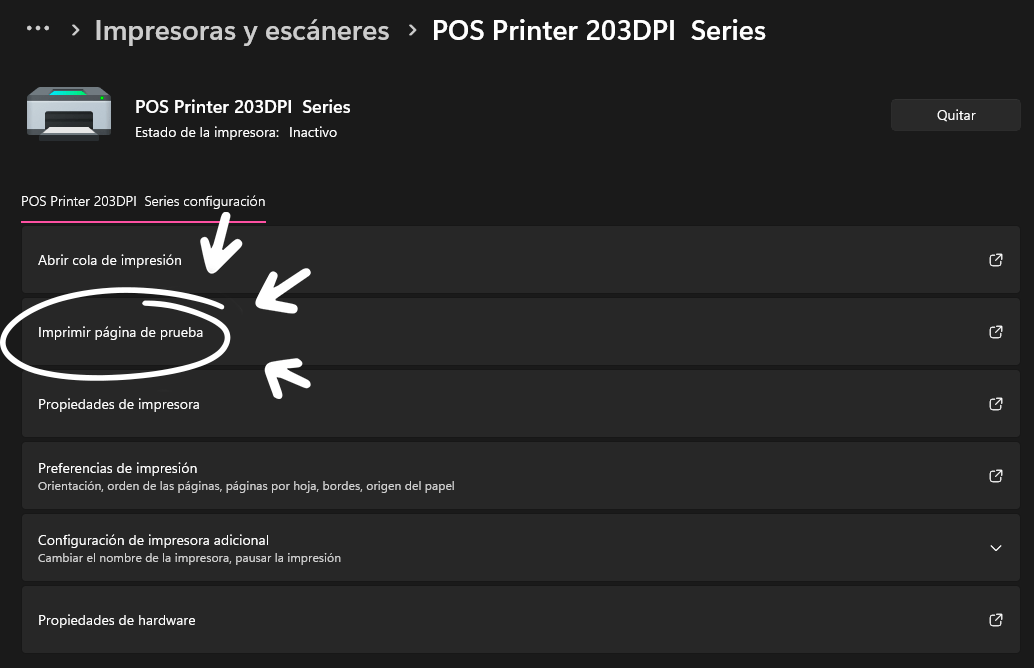 ··· > Impresoras y escáneres > POS Printer 203DPI  Series
POS Printer 203DPI  Series
Estado de la impresora: Inactivo
Quitar
POS Printer 203DPI  Series configuración
Abrir cola de impresión
Imprimir página de prueba
Propiedades de impresora
Preferencias de impresión
Orientación, orden de las páginas, páginas por hoja, bordes, origen del papel
Configuración de impresora adicional
Cambiar el nombre de la impresora, pausar la impresión
Propiedades de hardware